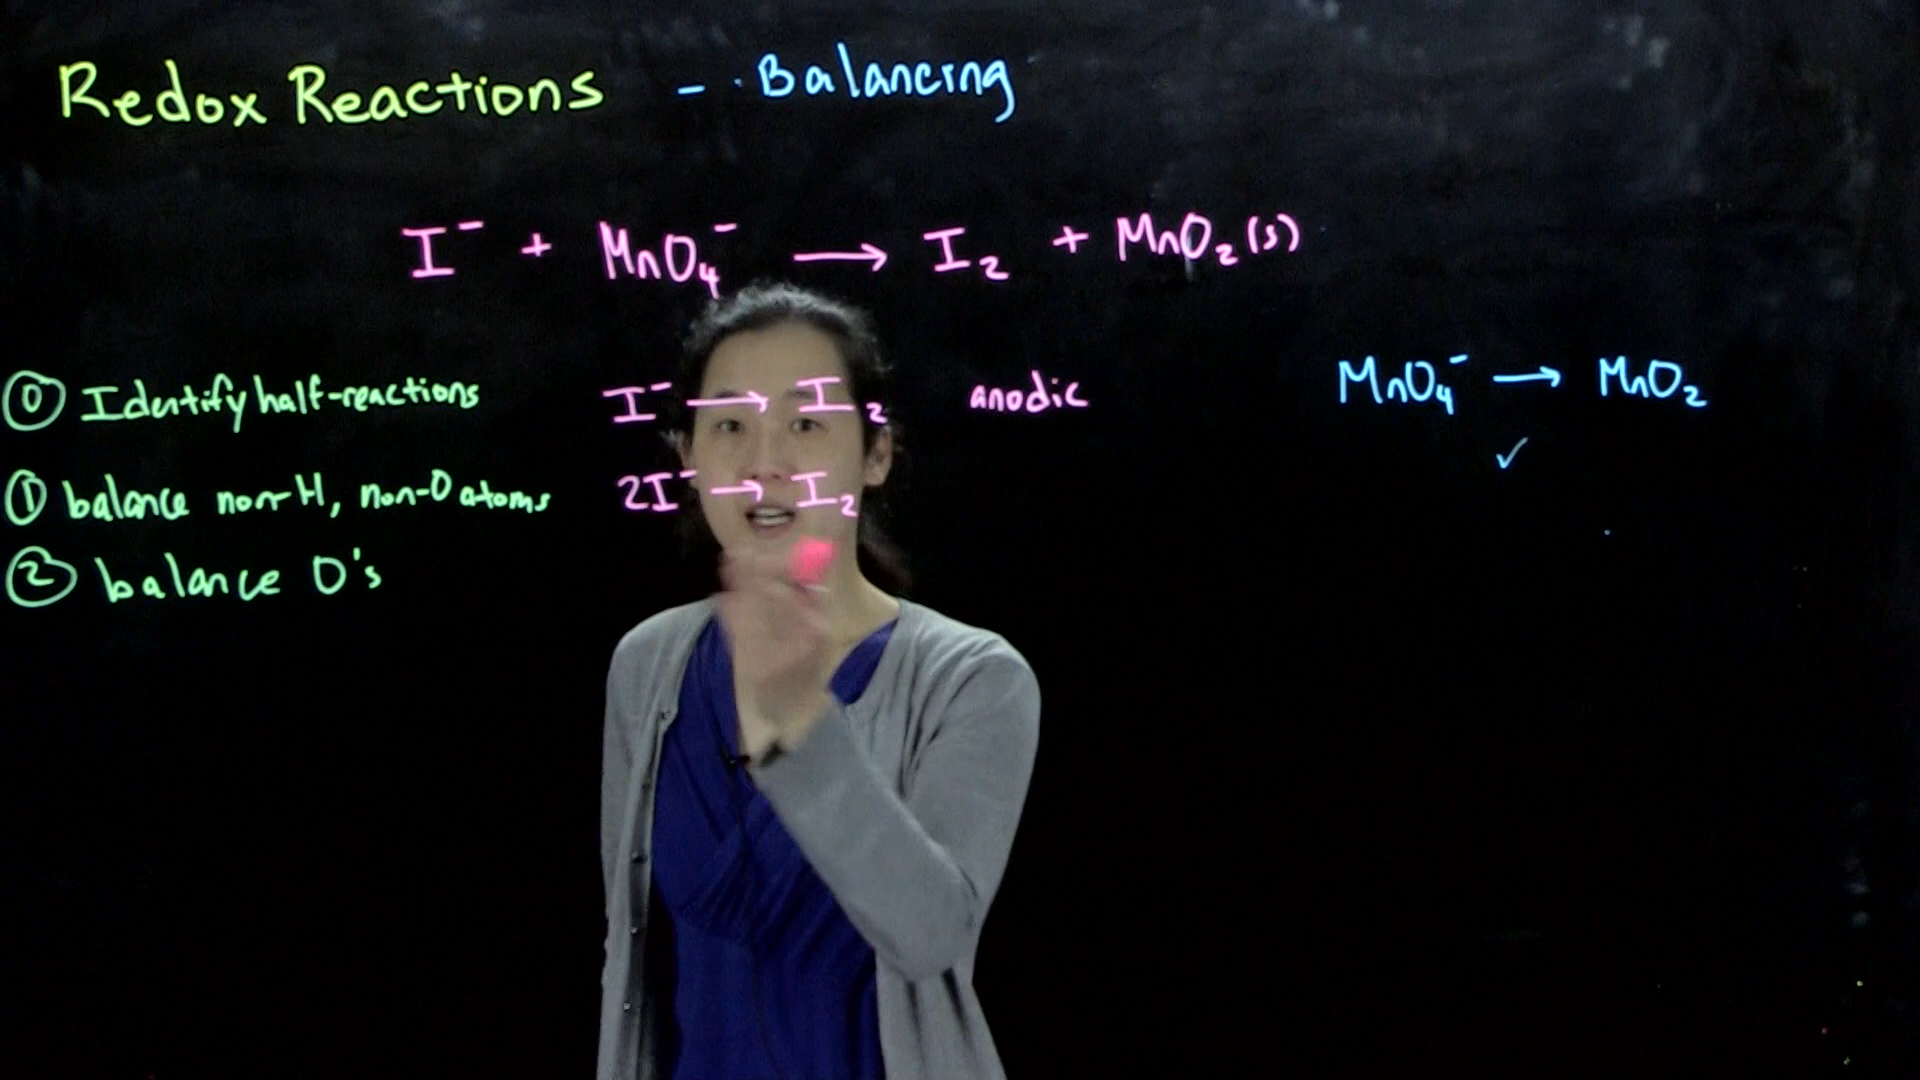 Redox Reactions - Balancing
I⁻ + MnO₄⁻ → I₂ + MnO₂(s)
⓪ Identify half-reactions I⁻ → I₂ anodic MnO₄⁻ → MnO₂
✓
① balance non-H, non-O atoms 2I⁻ → I₂
② balance O's